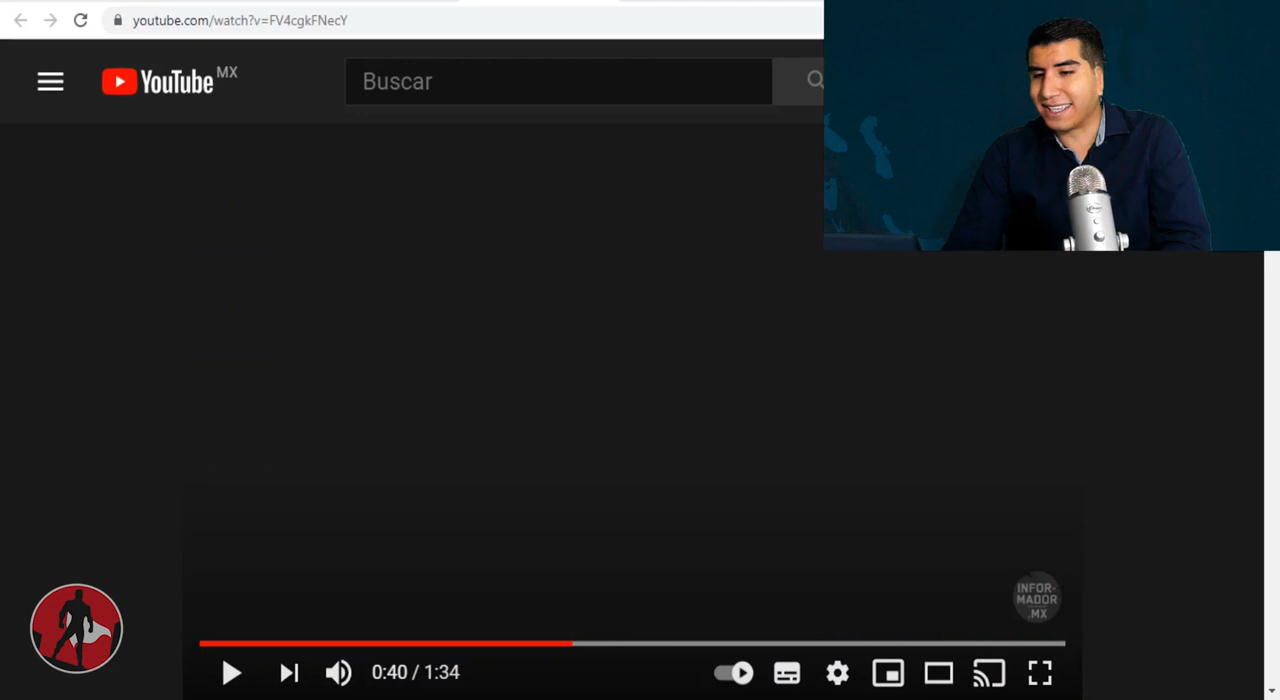 youtube.com/watch?v=FV4cgkFNecY
YouTube MX
Buscar
INFOR-
MADOR
.MX
0:40 / 1:34